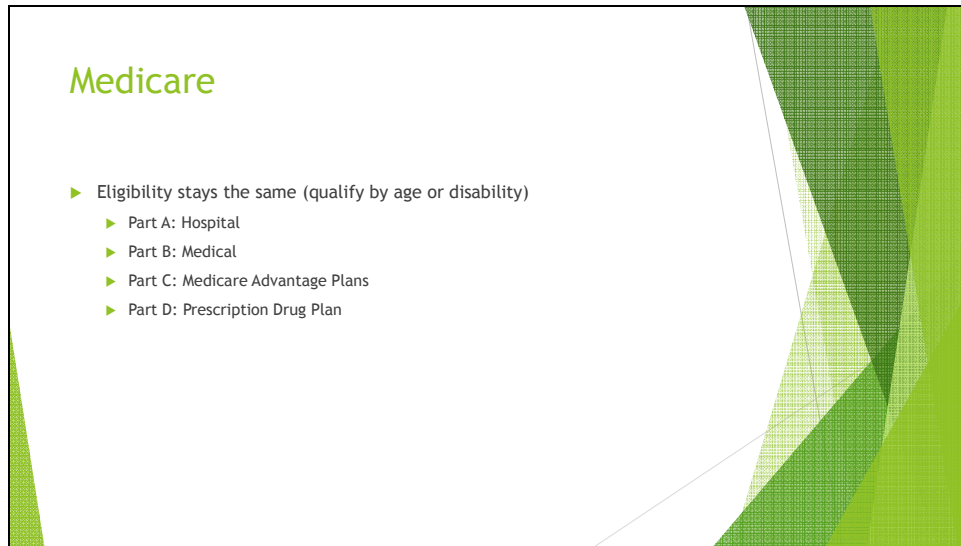 Medicare
Eligibility stays the same (qualify by age or disability)
Part A: Hospital
Part B: Medical
Part C: Medicare Advantage Plans
Part D: Prescription Drug Plan